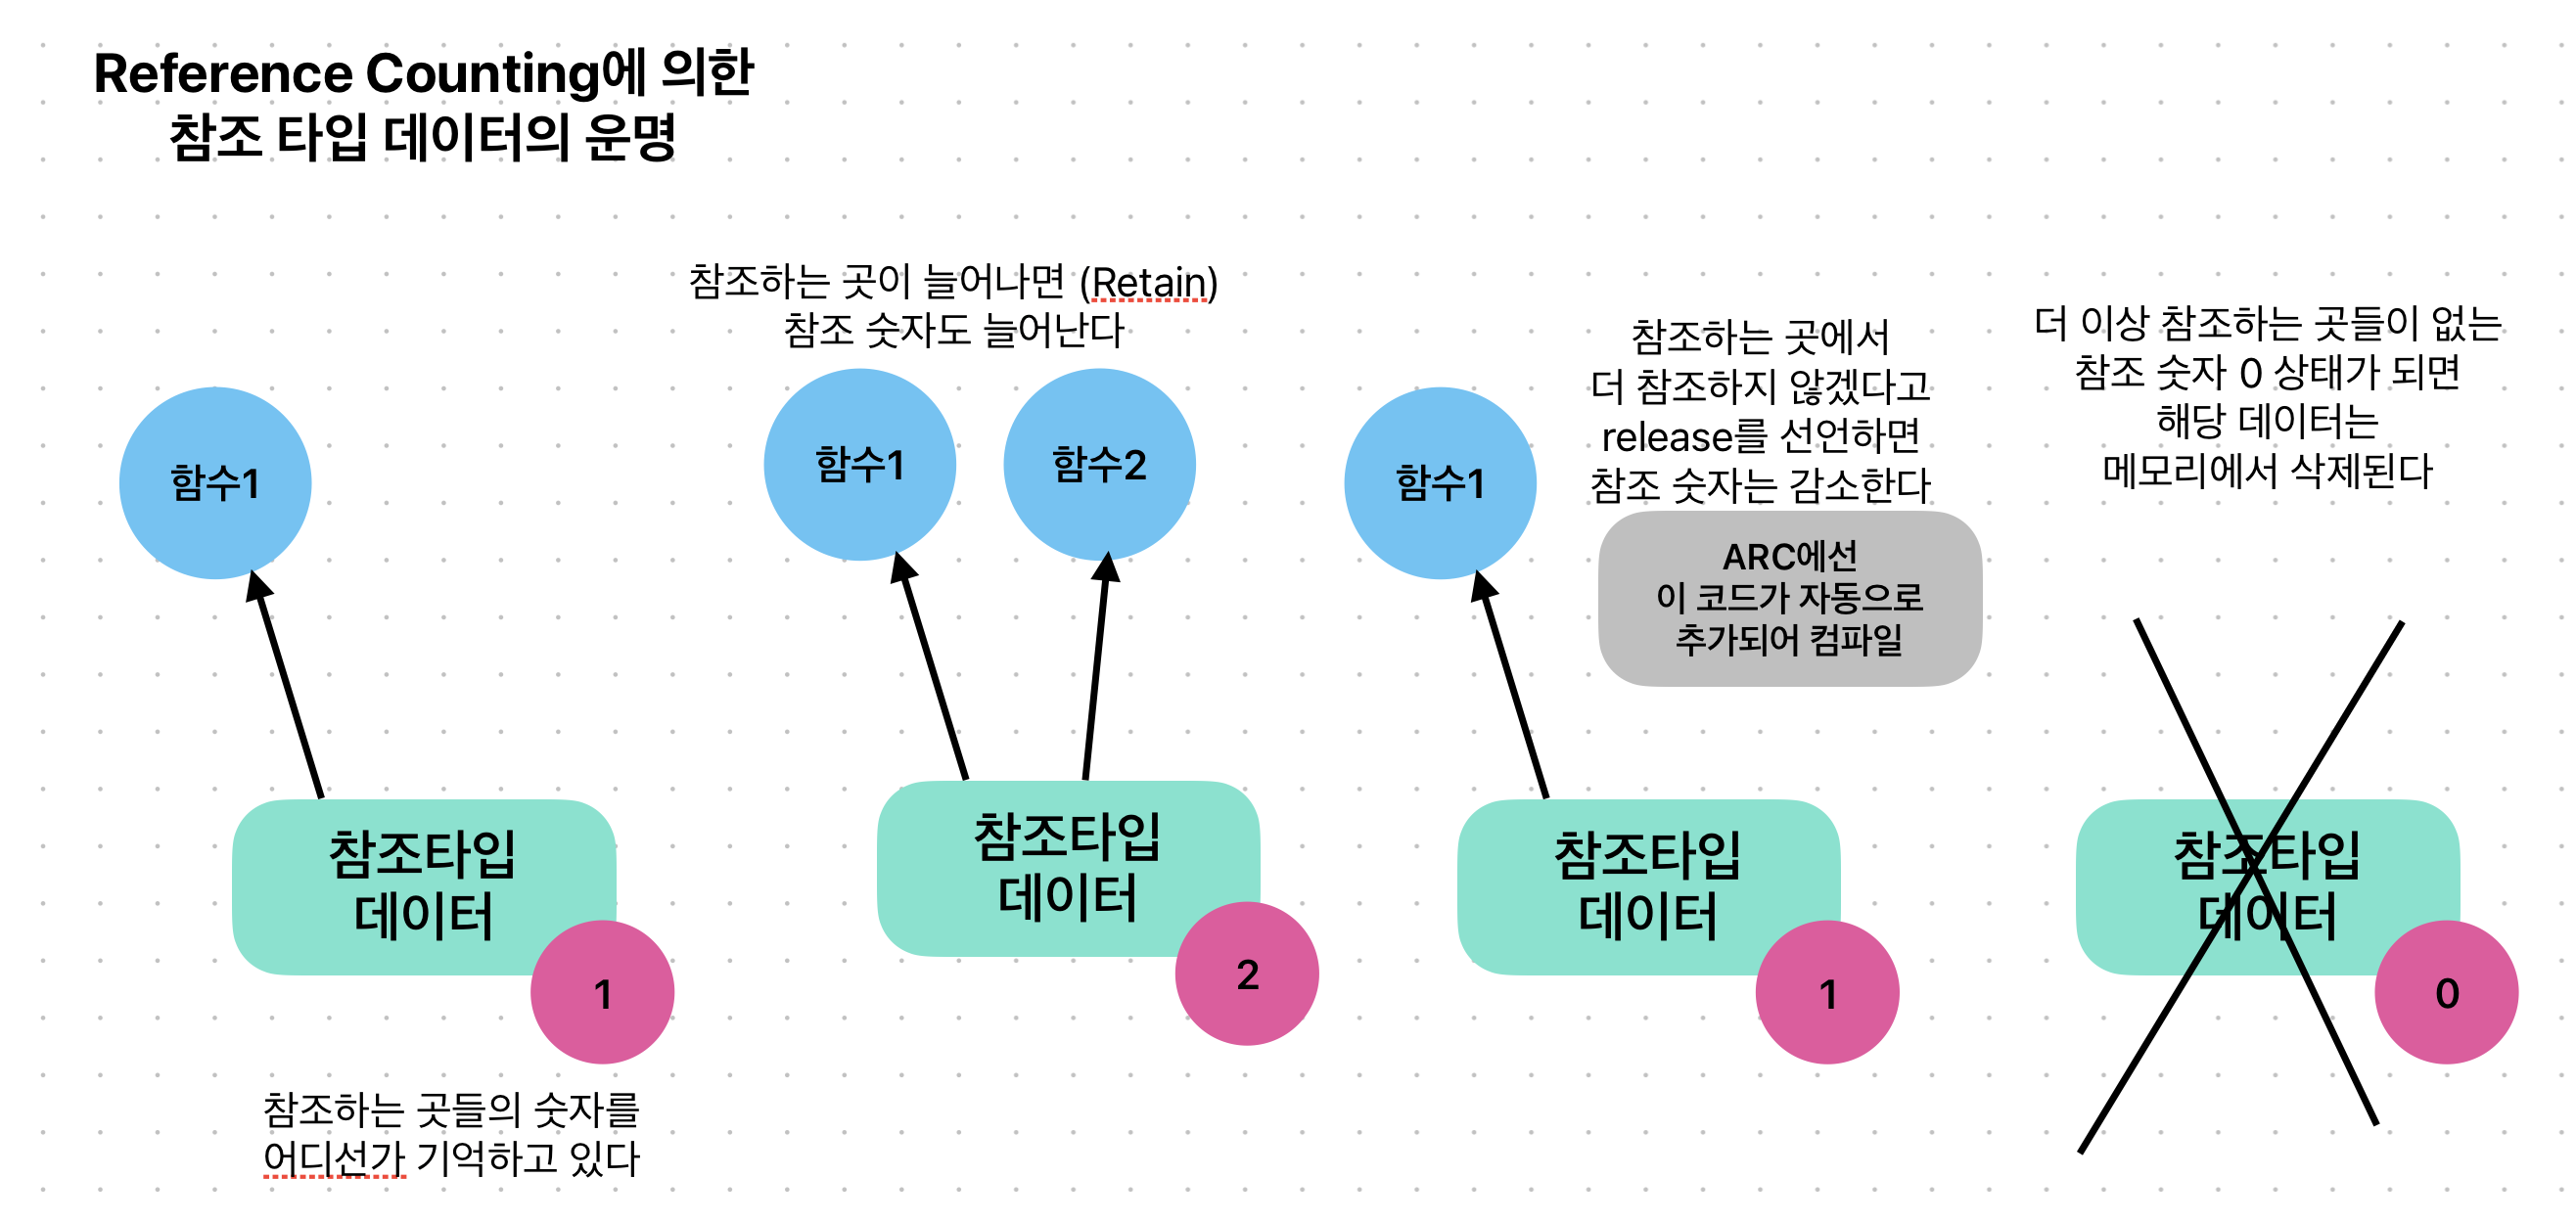 Reference Counting에 의한
참조 타입 데이터의 운명
함수1
참조타입
데이터
1
참조하는 곳들의 숫자를
어디선가 기억하고 있다
참조하는 곳이 늘어나면 (Retain)
참조 숫자도 늘어난다
함수1
함수2
참조타입
데이터
2
함수1
참조하는 곳에서
더 참조하지 않겠다고
release를 선언하면
참조 숫자는 감소한다
ARC에선
이 코드가 자동으로
추가되어 컴파일
참조타입
데이터
1
더 이상 참조하는 곳들이 없는
참조 숫자 0 상태가 되면
해당 데이터는
메모리에서 삭제된다
참조타입
데이터
0